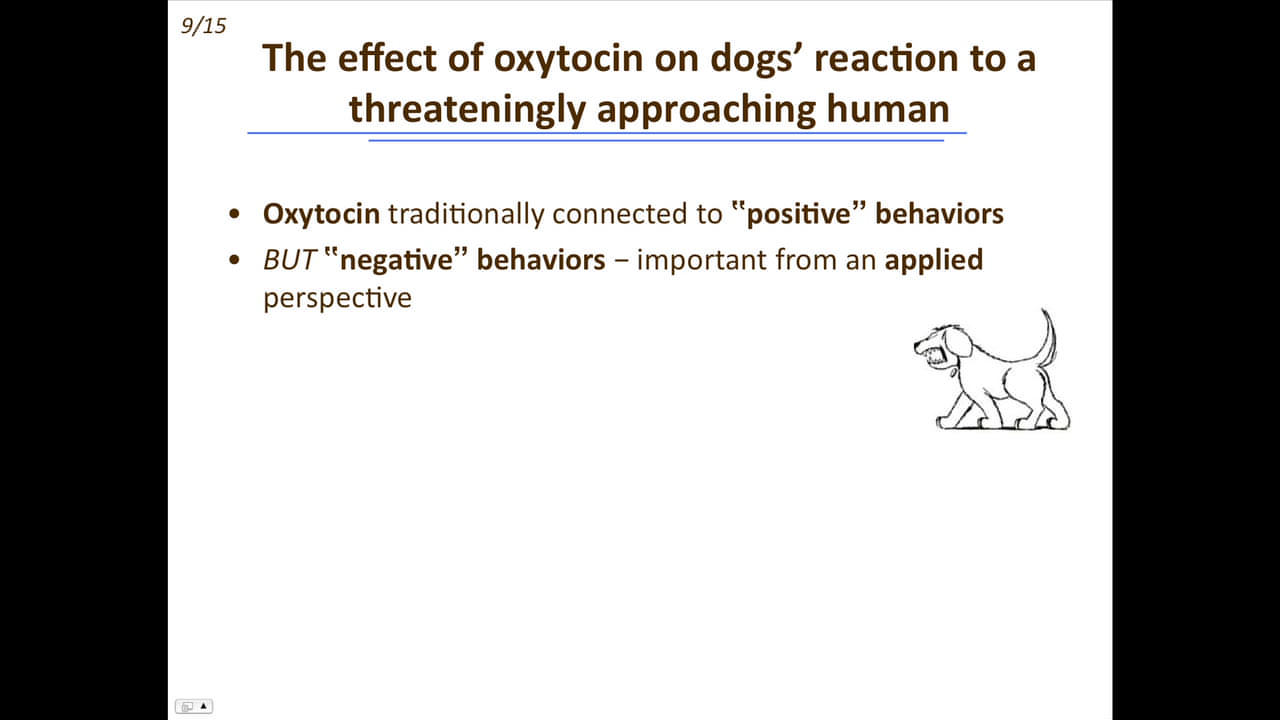 9/15
The effect of oxytocin on dogs’ reaction to a
threateningly approaching human
• Oxytocin traditionally connected to ‟positive” behaviors
• BUT ‟negative” behaviors – important from an applied
perspective